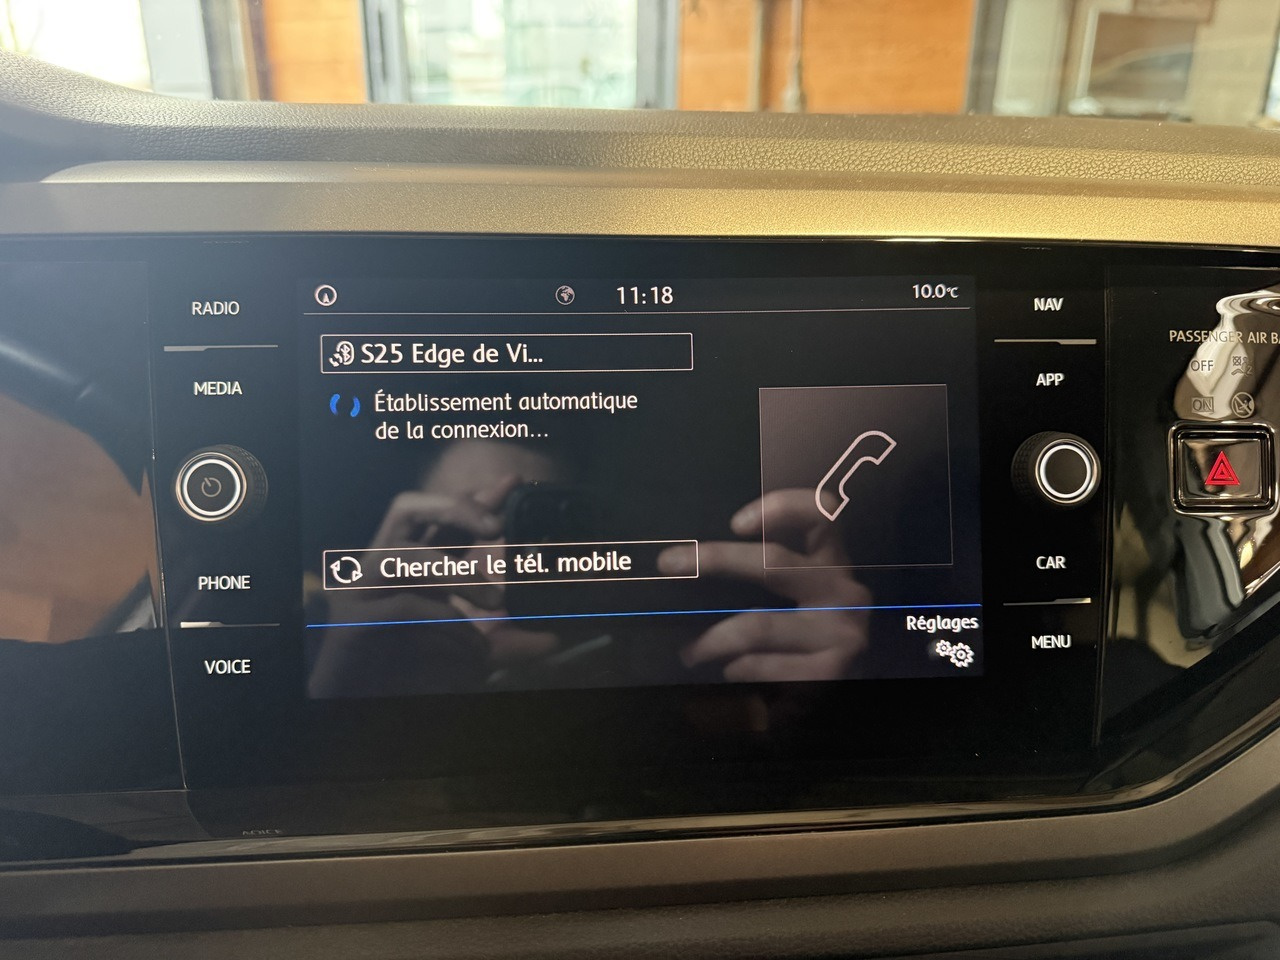 11:18
10.0°C
RADIO
MEDIA
PHONE
VOICE
S25 Edge de Vi...
Établissement automatique
de la connexion...
Chercher le tél. mobile
Réglages
NAV
APP
CAR
MENU
PASSENGER AIR BA
OFF
ON